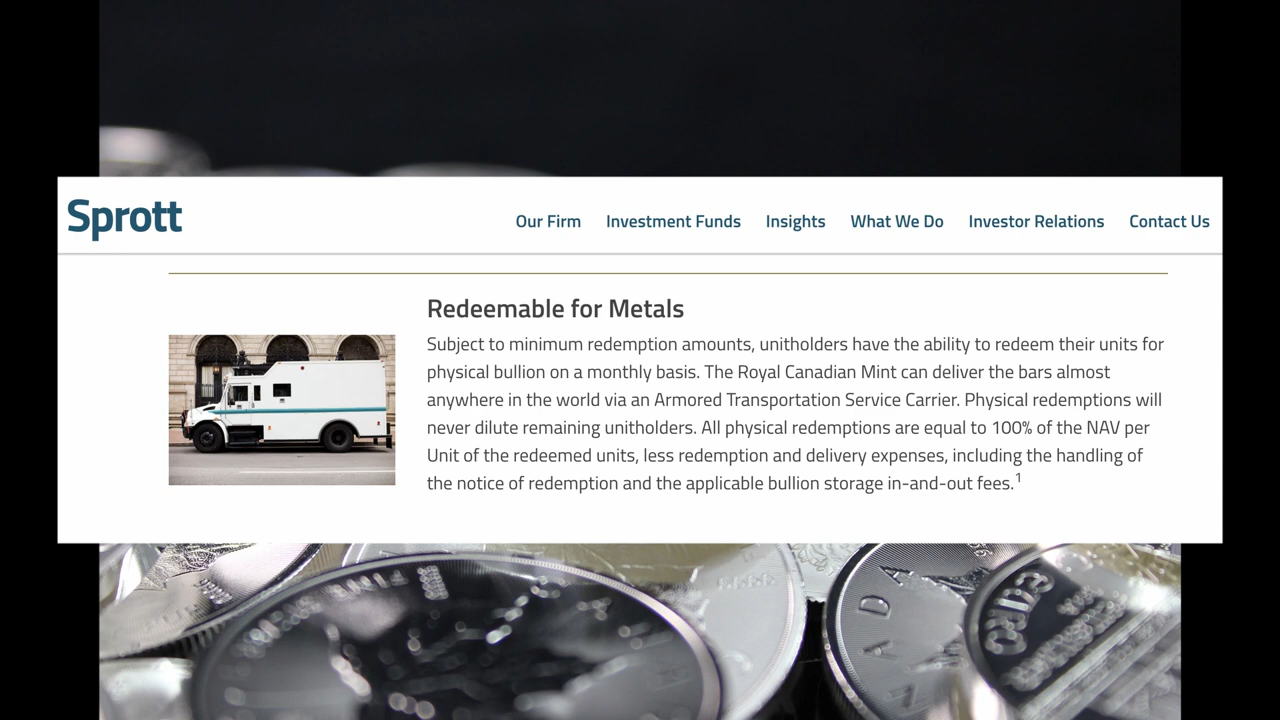 Sprott
Our Firm Investment Funds Insights What We Do Investor Relations Contact Us
Redeemable for Metals
Subject to minimum redemption amounts, unitholders have the ability to redeem their units for
physical bullion on a monthly basis. The Royal Canadian Mint can deliver the bars almost
anywhere in the world via an Armored Transportation Service Carrier. Physical redemptions will
never dilute remaining unitholders. All physical redemptions are equal to 100% of the NAV per
Unit of the redeemed units, less redemption and delivery expenses, including the handling of
the notice of redemption and the applicable bullion storage in-and-out fees.1